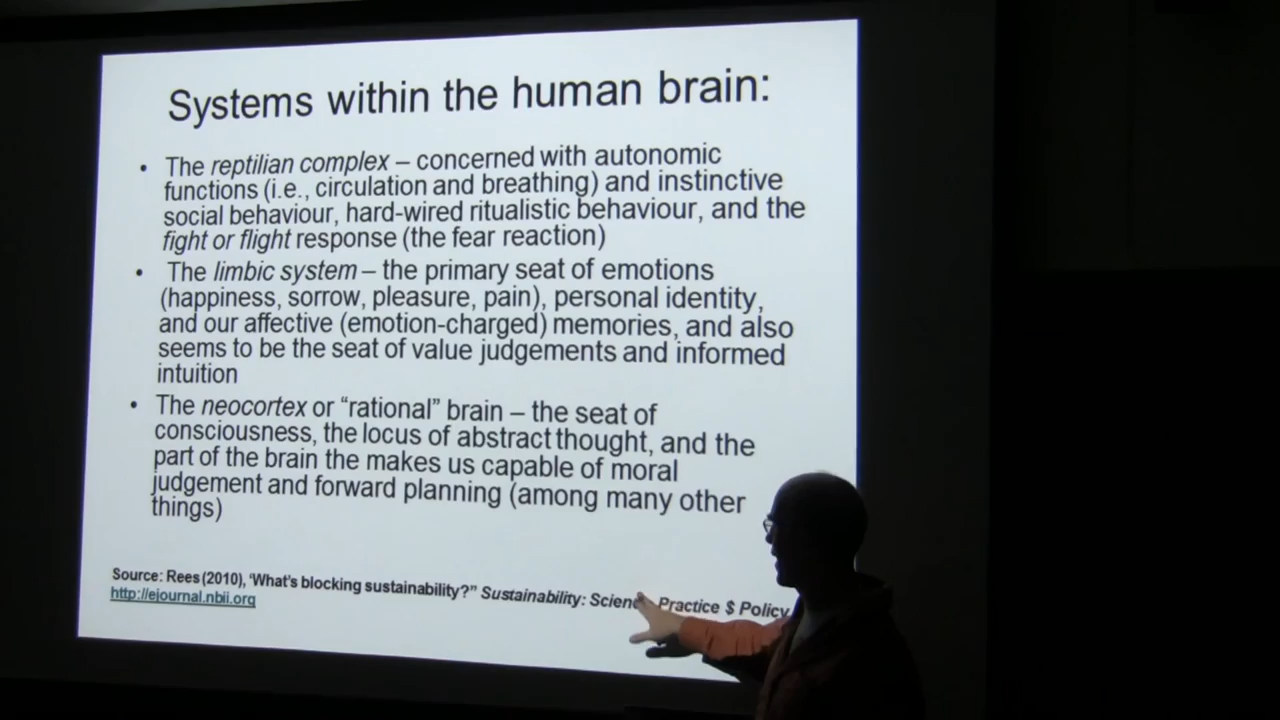 Systems within the human brain:
• The reptilian complex – concerned with autonomic
functions (i.e., circulation and breathing) and instinctive
social behaviour, hard-wired ritualistic behaviour, and the
fight or flight response (the fear reaction)
• The limbic system – the primary seat of emotions
(happiness, sorrow, pleasure, pain), personal identity,
and our affective (emotion-charged) memories, and also
seems to be the seat of value judgements and informed
intuition
• The neocortex or “rational” brain – the seat of
consciousness, the locus of abstract thought, and the
part of the brain the makes us capable of moral
judgement and forward planning (among many other
things)
Source: Rees (2010), ‘What’s blocking sustainability?” Sustainability: Scien Practice $ Policy
http://ejournal.nbii.org